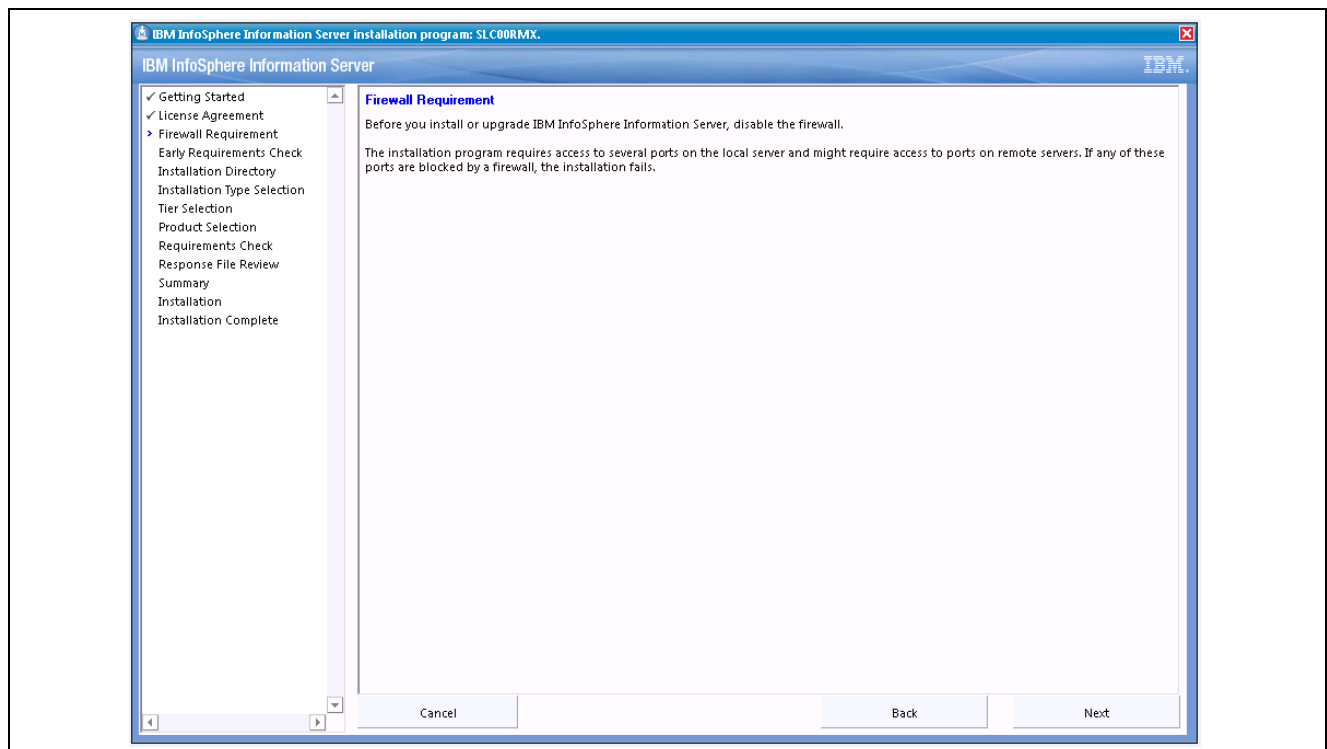 IBM InfoSphere Information Server installation program: SLC00RMX.
IBM InfoSphere Information Server
IBM.
Getting Started
License Agreement
Firewall Requirement
Early Requirements Check
Installation Directory
Installation Type Selection
Tier Selection
Product Selection
Requirements Check
Response File Review
Summary
Installation
Installation Complete
Firewall Requirement
Before you install or upgrade IBM InfoSphere Information Server, disable the firewall.
The installation program requires access to several ports on the local server and might require access to ports on remote servers. If any of these
ports are blocked by a firewall, the installation fails.
Cancel
Back
Next